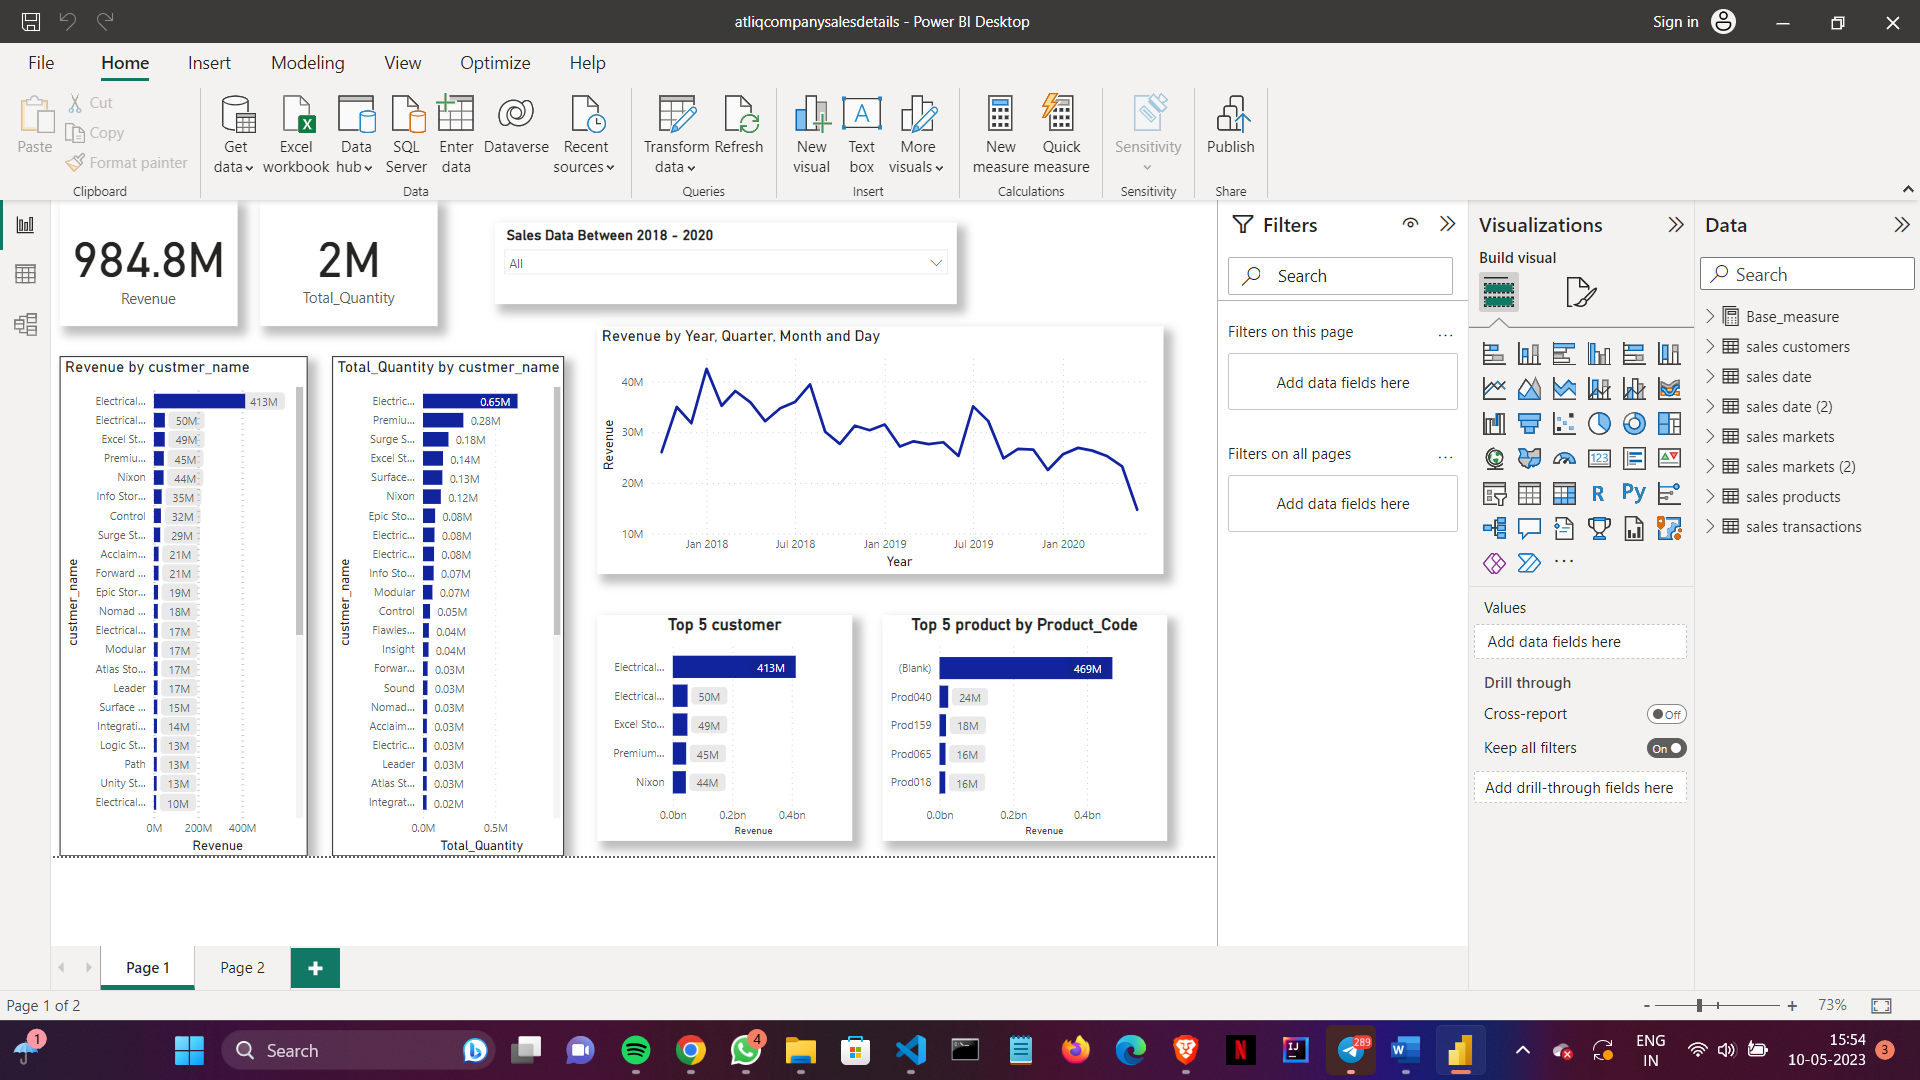 atliqcompanysalesdetails - Power BI Desktop
Sign in
File
Home
Insert
Modeling
View
Optimize
Help
Paste
Cut
Copy
Format painter
Clipboard
Get data
Excel workbook
Data hub
SQL Server
Enter data
Dataverse
Recent sources
Data
Transform data
Refresh
Queries
New visual
Text box
More visuals
Insert
New measure
Quick measure
Calculations
Sensitivity
Sensitivity
Publish
Share
984.8M
Revenue
2M
Total_Quantity
Sales Data Between 2018 - 2020
All
Revenue by custmer_name
custmer_name
Electrical... 413M
Electrical... 50M
Excel St... 49M
Premiu... 45M
Nixon 44M
Info Stor... 35M
Control 32M
Surge St... 29M
Acclaim... 21M
Forward ... 21M
Epic Stor... 19M
Nomad ... 18M
Electrical... 17M
Modular 17M
Atlas Sto... 17M
Leader 17M
Surface ... 15M
Integrati... 14M
Logic St... 13M
Path 13M
Unity St... 13M
Electrical... 10M
0M 200M 400M
Revenue
Total_Quantity by custmer_name
custmer_name
Electric... 0.65M
Premiu... 0.28M
Surge S... 0.18M
Excel St... 0.14M
Surface... 0.13M
Nixon 0.12M
Epic Sto... 0.08M
Electric... 0.08M
Electric... 0.08M
Info Sto... 0.07M
Modular 0.07M
Control 0.05M
Flawles... 0.04M
Insight 0.04M
Forwar... 0.03M
Sound 0.03M
Nomad... 0.03M
Acclaim... 0.03M
Electric... 0.03M
Leader 0.03M
Atlas St... 0.03M
Integrat... 0.02M
0.0M 0.5M
Total_Quantity
Revenue by Year, Quarter, Month and Day
Revenue
40M
30M
20M
10M
Jan 2018 Jul 2018 Jan 2019 Jul 2019 Jan 2020
Year
Top 5 customer
Electrical... 413M
Electrical... 50M
Excel Sto... 49M
Premium... 45M
Nixon 44M
0.0bn 0.2bn 0.4bn
Revenue
Top 5 product by Product_Code
(Blank) 469M
Prod040 24M
Prod159 18M
Prod065 16M
Prod018 16M
0.0bn 0.2bn 0.4bn
Revenue
Filters
Search
Filters on this page ...
Add data fields here
Filters on all pages ...
Add data fields here
Visualizations
Build visual
123
R
Py
...
Values
Add data fields here
Drill through
Cross-report
Off
Keep all filters
On
Add drill-through fields here
Data
Search
Base_measure
sales customers
sales date
sales date (2)
sales markets
sales markets (2)
sales products
sales transactions
Page 1
Page 2
+
Page 1 of 2
- + 73%
1
Search
4
289
ENG
IN
15:54
10-05-2023
3